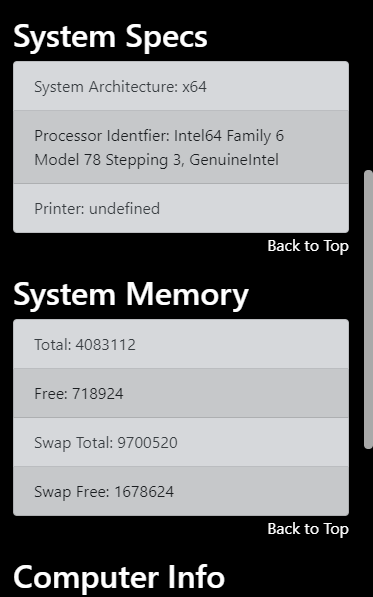 System Specs
System Architecture: x64
Processor Identfier: Intel64 Family 6
Model 78 Stepping 3, GenuineIntel
Printer: undefined
Back to Top
System Memory
Total: 4083112
Free: 718924
Swap Total: 9700520
Swap Free: 1678624
Back to Top
Computer Info